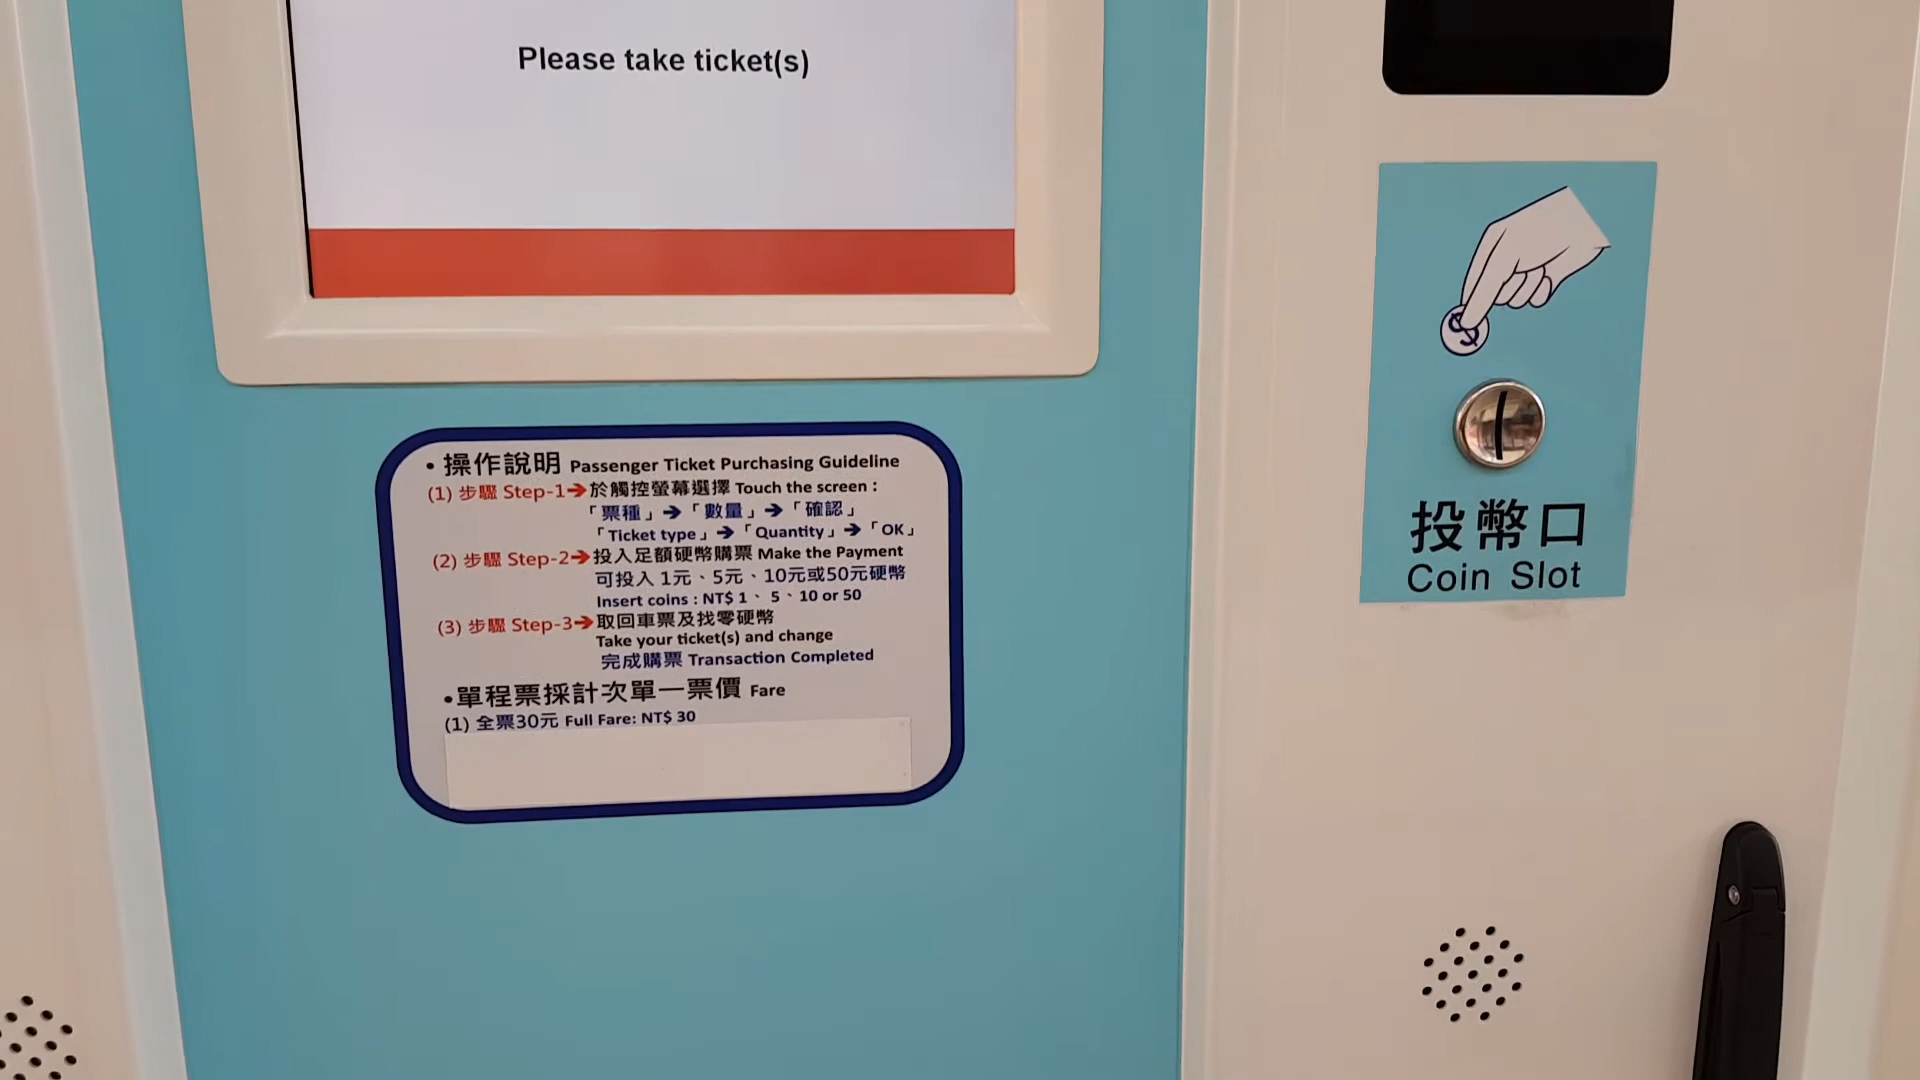 Please take ticket(s)
•操作說明 Passenger Ticket Purchasing Guideline
(1) 步驟 Step-1➔於觸控螢幕選擇 Touch the screen :
「票種」➔「數量」➔「確認」
「Ticket type」➔「Quantity」➔「OK」
(2) 步驟 Step-2➔投入足額硬幣購票 Make the Payment
可投入 1元、5元、10元或50元硬幣
Insert coins : NT$ 1、 5、10 or 50
(3) 步驟 Step-3➔取回車票及找零硬幣
Take your ticket(s) and change
完成購票 Transaction Completed
•單程票採計次單一票價 Fare
(1) 全票30元 Full Fare: NT$ 30
$
投幣口
Coin Slot